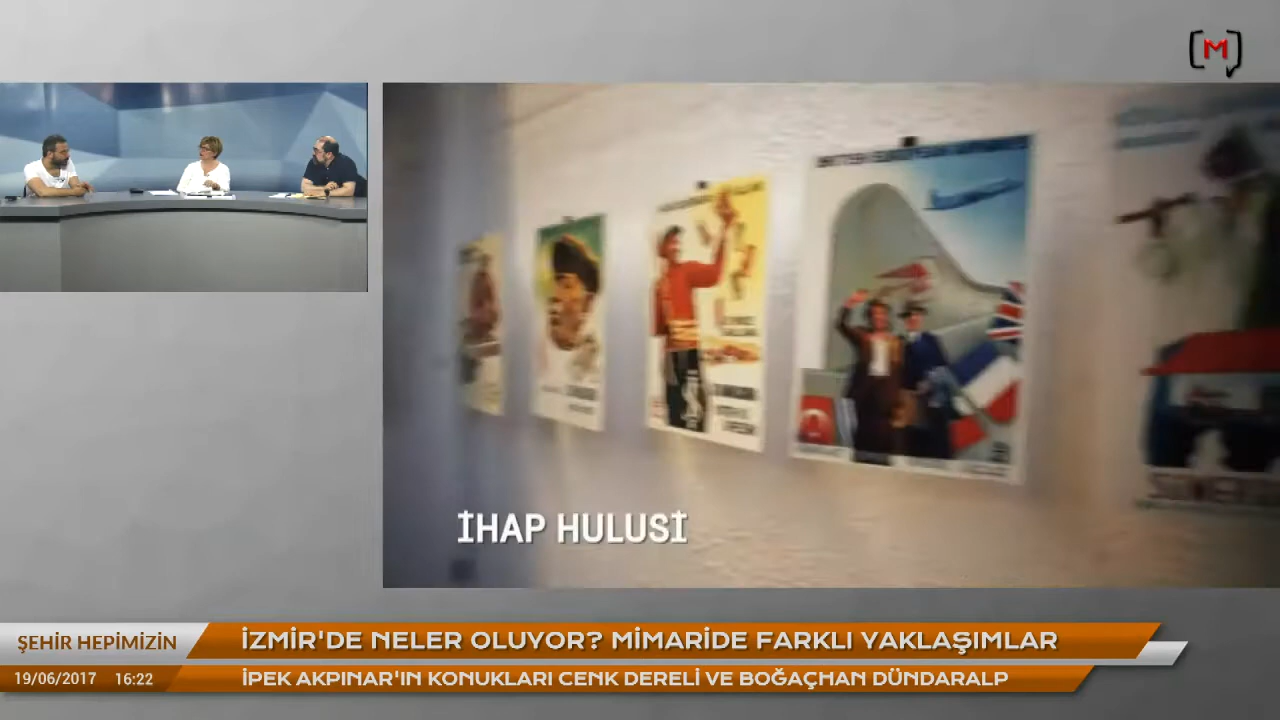 M
İHAP HULUSİ
ŞEHİR HEPİMİZİN
İZMİR'DE NELER OLUYOR? MİMARİDE FARKLI YAKLAŞIMLAR
19/06/2017 16:22
İPEK AKPINAR'IN KONUKLARI CENK DERELİ VE BOĞAÇHAN DÜNDARALP